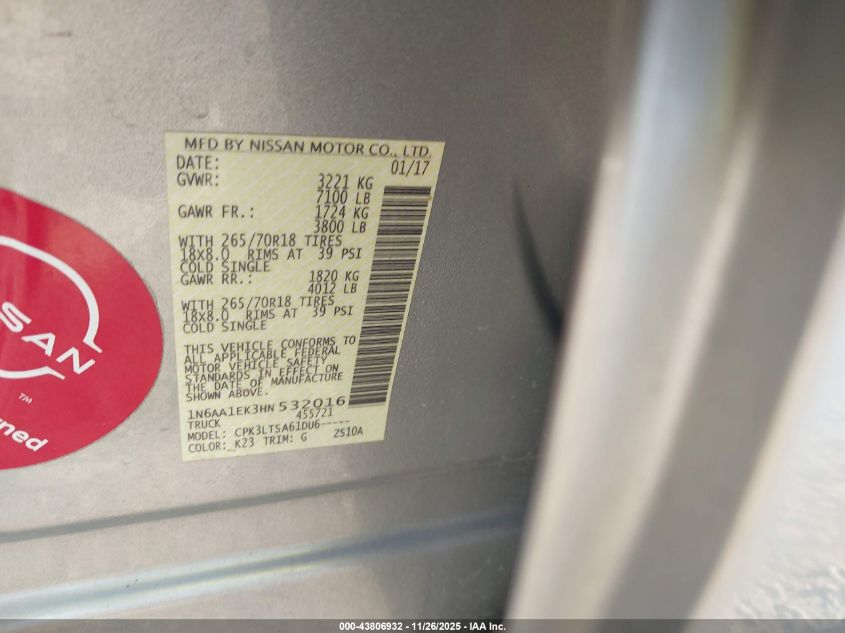 MFD BY NISSAN MOTOR CO., LTD.
DATE: 01/17
GVWR: 3221 KG
7100 LB
GAWR FR.: 1724 KG
3800 LB
WITH 265/70R18 TIRES
18x8.0 RIMS AT 39 PSI
COLD SINGLE
GAWR RR.: 1820 KG
4012 LB
WITH 265/70R18 TIRES
18x8.0 RIMS AT 39 PSI
COLD SINGLE
THIS VEHICLE CONFORMS TO
ALL APPLICABLE FEDERAL
MOTOR VEHICLE SAFETY
STANDARDS IN EFFECT ON
THE DATE OF MANUFACTURE
SHOWN ABOVE.
1N6AA1EK3HN532016
TRUCK 455721
MODEL: CPK3LTSA61DU6-----
COLOR: K23 TRIM: G ZS10A
SSAN
TM
wned
000-43806932 - 11/26/2025 - IAA Inc.